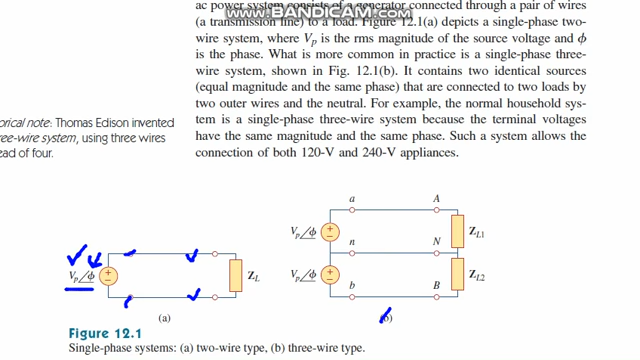 ac power system consists of a generator connected through a pair of wires
WWW.BANDICAM.COM
(a transmission line) to a load. Figure 12.1(a) depicts a single-phase two-
wire system, where Vp is the rms magnitude of the source voltage and ϕ
is the phase. What is more common in practice is a single-phase three-
wire system, shown in Fig. 12.1(b). It contains two identical sources
(equal magnitude and the same phase) that are connected to two loads by
two outer wires and the neutral. For example, the normal household sys-
tem is a single-phase three-wire system because the terminal voltages
have the same magnitude and the same phase. Such a system allows the
connection of both 120-V and 240-V appliances.
orical note: Thomas Edison invented
ree-wire system, using three wires
ead of four.
a A
Vp/ϕ + − ZL1
n N
Vp/ϕ + − ZL2
b B
Vp/ϕ + − ZL
(a) (b)
Figure 12.1
Single-phase systems: (a) two-wire type, (b) three-wire type.